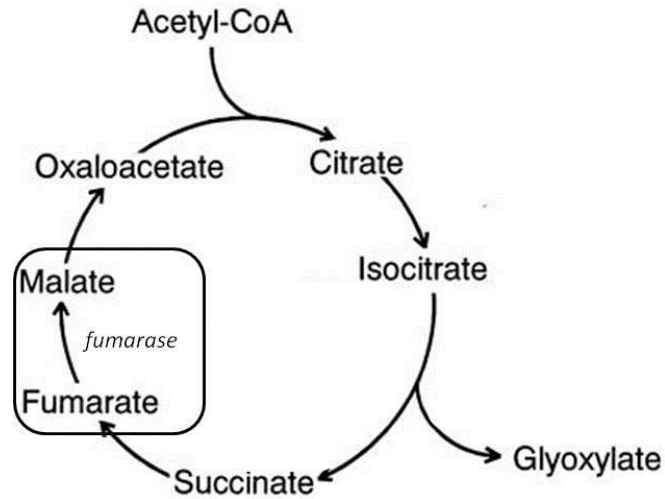 Acetyl-CoA
Oxaloacetate
Citrate
Malate
Isocitrate
fumarase
Fumarate
Succinate
Glyoxylate